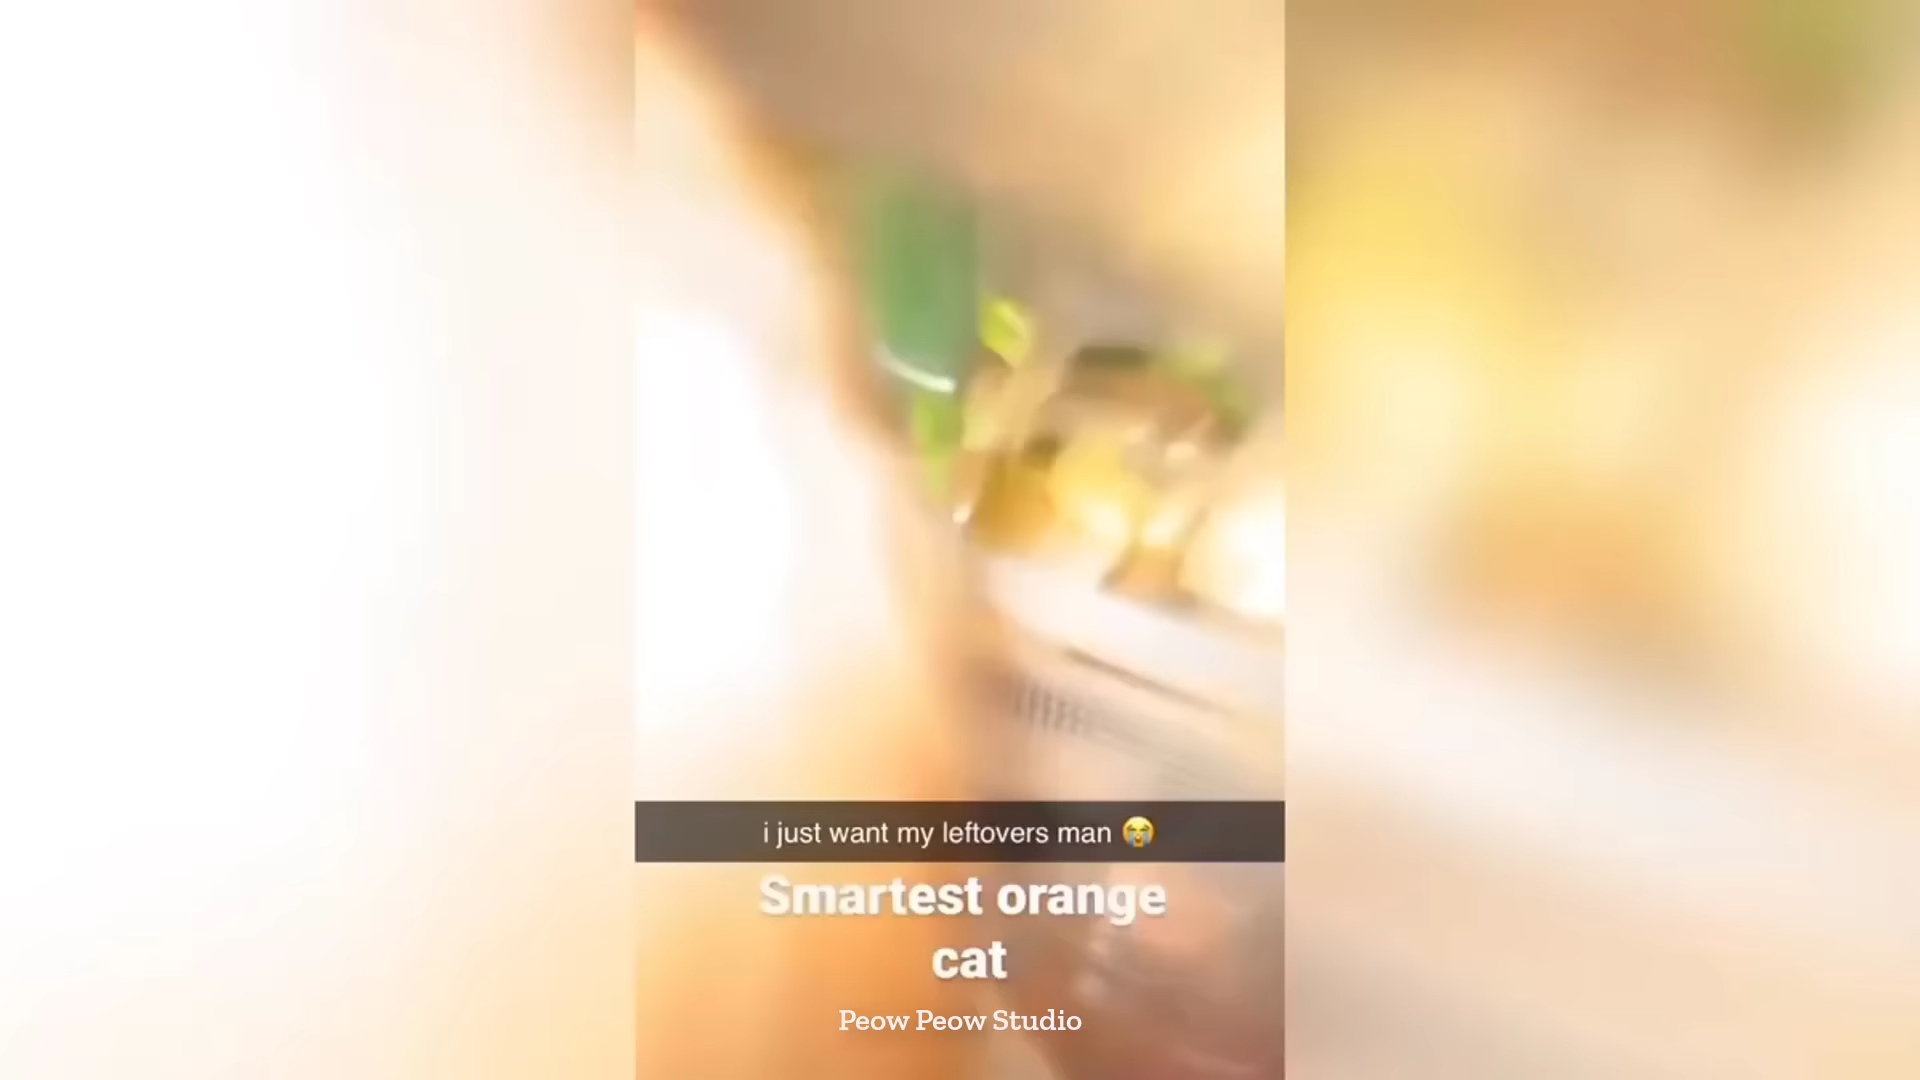 i just want my leftovers man 😭
Smartest orange
cat
Peow Peow Studio